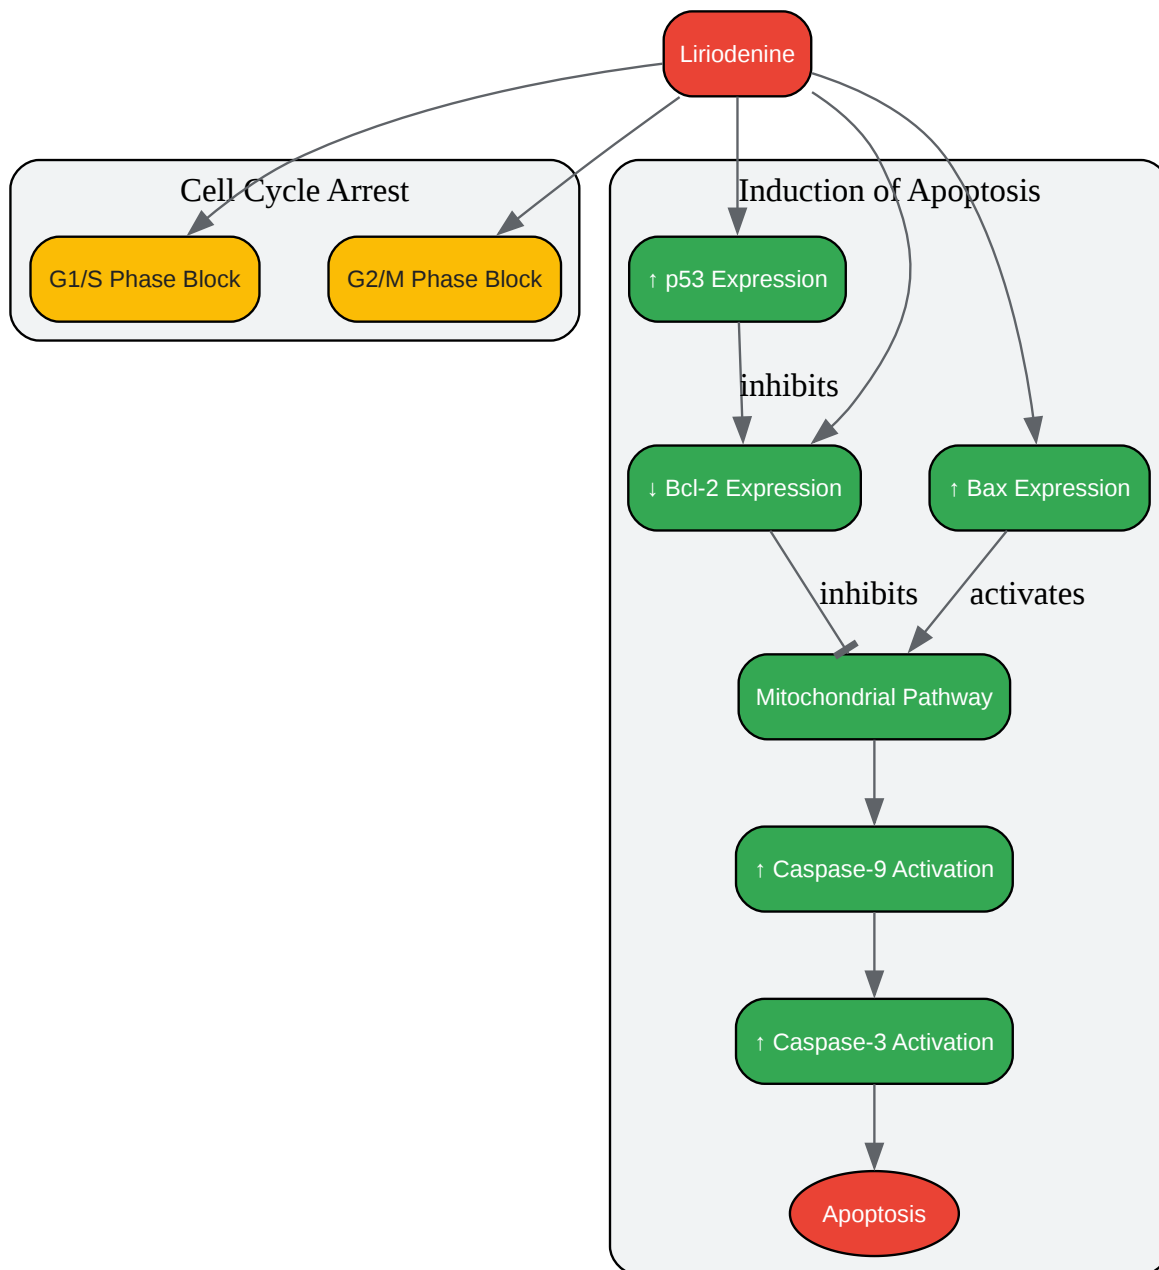 Liriodenine
Cell Cycle Arrest
Induction of Apoptosis
G1/S Phase Block
G2/M Phase Block
↑ p53 Expression
inhibits
↓ Bcl-2 Expression
↑ Bax Expression
inhibits
activates
Mitochondrial Pathway
↑ Caspase-9 Activation
↑ Caspase-3 Activation
Apoptosis